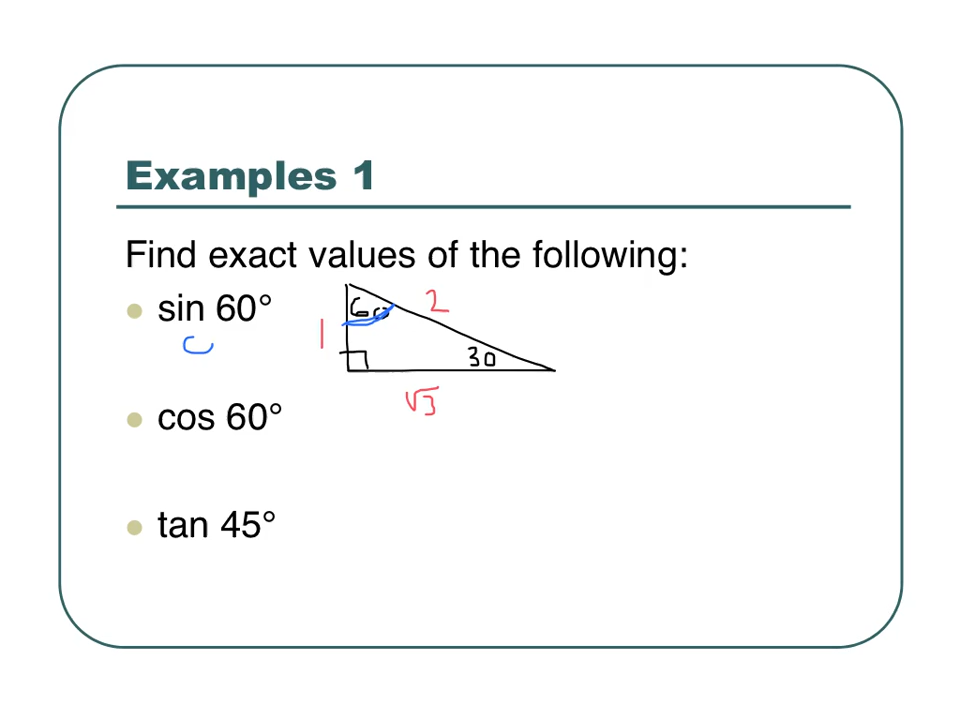 Examples 1
Find exact values of the following:
sin 60°
60
2
1
30
√3
cos 60°
tan 45°